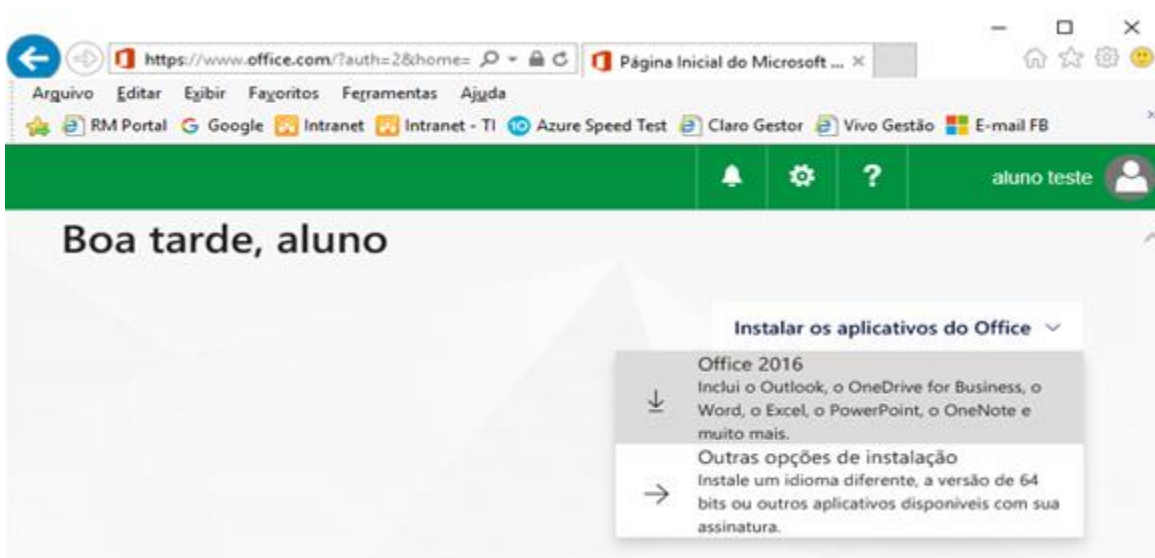 https://www.office.com/?auth=2&home=
Página Inicial do Microsoft ...
Arquivo Editar Exibir Favoritos Ferramentas Ajuda
RM Portal Google Intranet Intranet - TI 10 Azure Speed Test Claro Gestor Vivo Gestão E-mail FB
? aluno teste
Boa tarde, aluno
Instalar os aplicativos do Office
Office 2016
Inclui o Outlook, o OneDrive for Business, o
Word, o Excel, o PowerPoint, o OneNote e
muito mais.
Outras opções de instalação
Instale um idioma diferente, a versão de 64
bits ou outros aplicativos disponíveis com sua
assinatura.